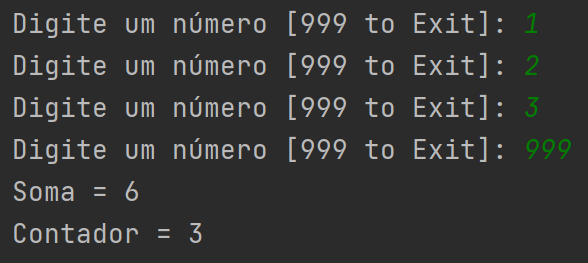 Digite um número [999 to Exit]: 1
Digite um número [999 to Exit]: 2
Digite um número [999 to Exit]: 3
Digite um número [999 to Exit]: 999
Soma = 6
Contador = 3